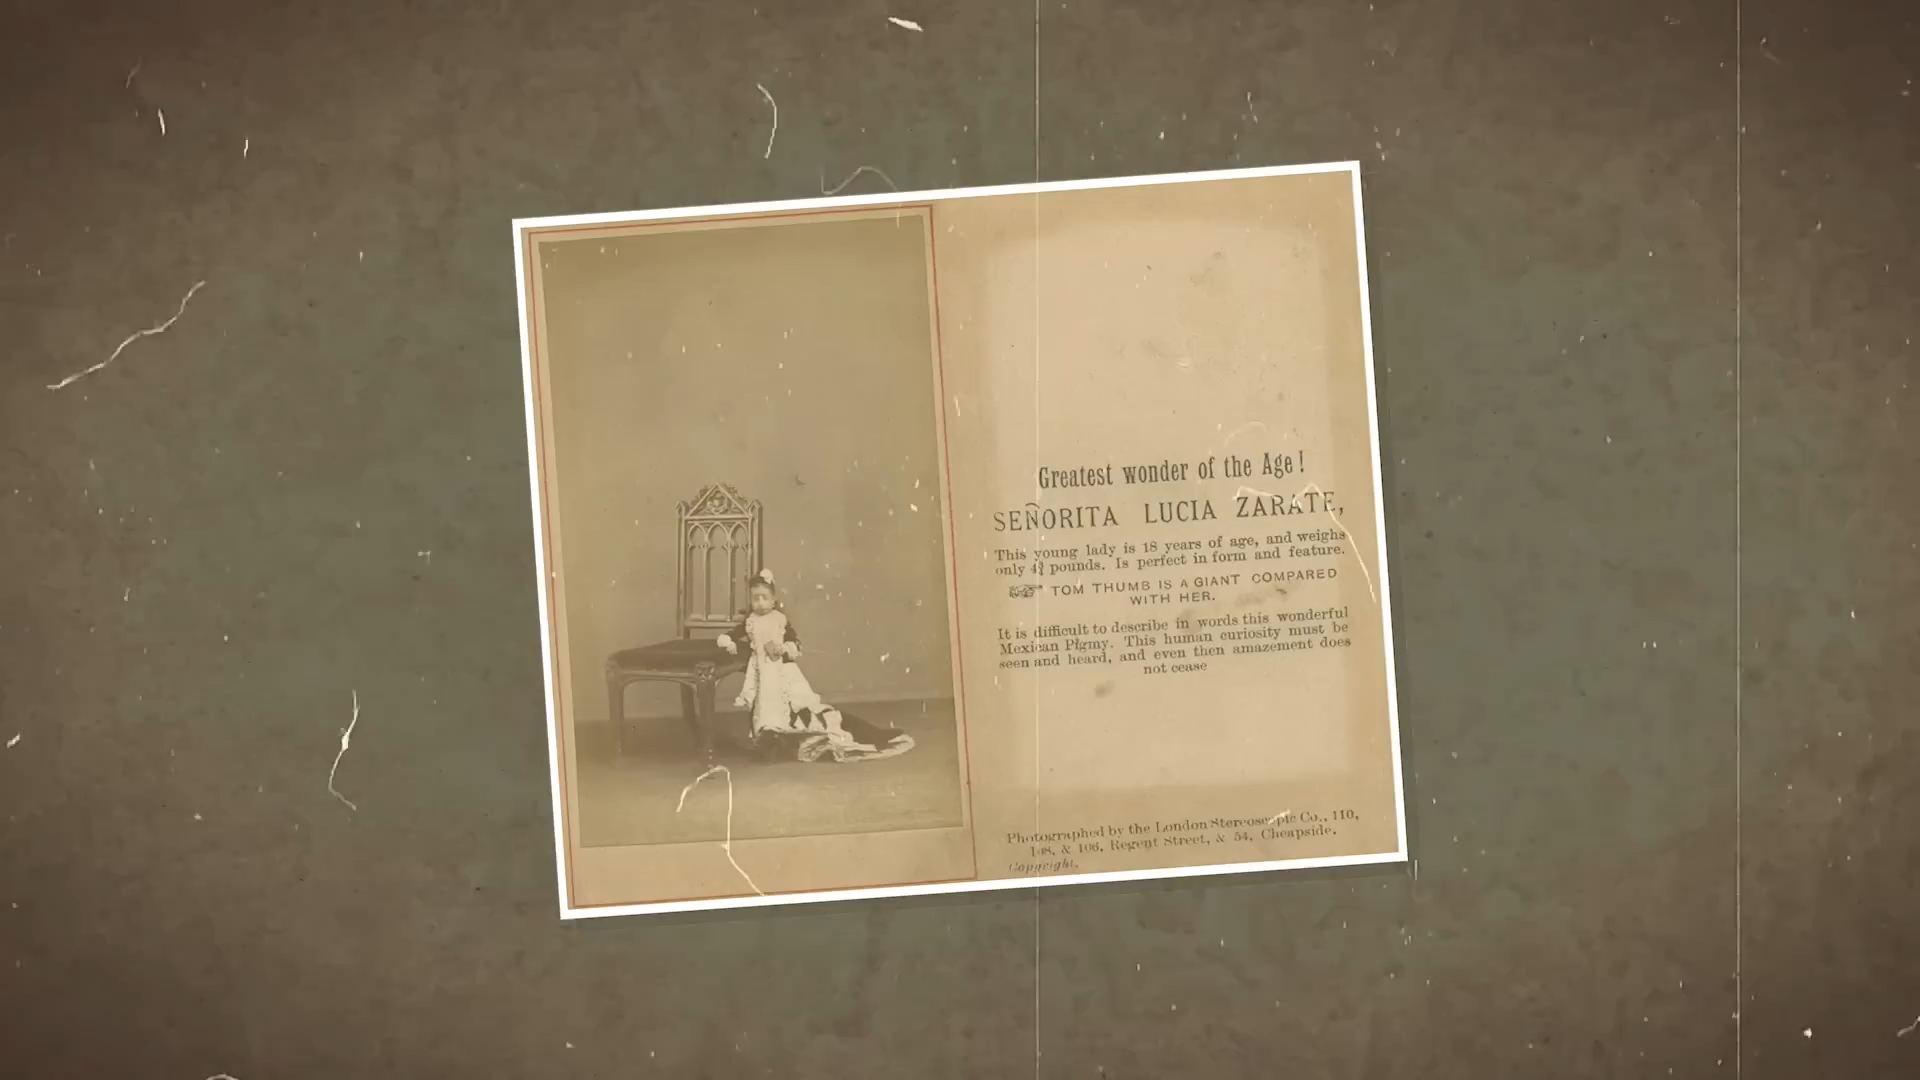 Greatest wonder of the Age!
SEÑORITA LUCIA ZARATE,
This young lady is 18 years of age, and weighs
only 4¾ pounds. Is perfect in form and feature.
☞ TOM THUMB IS A GIANT COMPARED
WITH HER.
It is difficult to describe in words this wonderful
Mexican Pigmy. This human curiosity must be
seen and heard, and even then amazement does
not cease
Photographed by the London Stereoscopic Co., 110,
108, & 106, Regent Street, & 54, Cheapside.
Copyright.